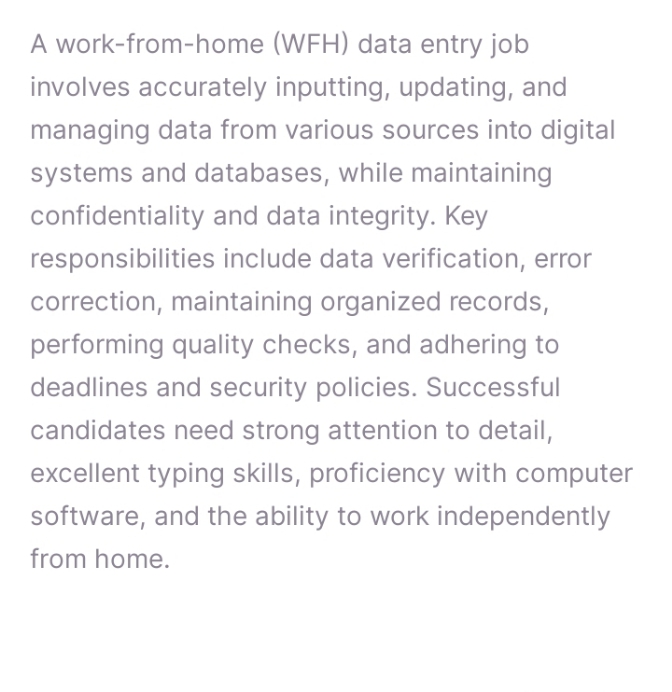 A work-from-home (WFH) data entry job
involves accurately inputting, updating, and
managing data from various sources into digital
systems and databases, while maintaining
confidentiality and data integrity. Key
responsibilities include data verification, error
correction, maintaining organized records,
performing quality checks, and adhering to
deadlines and security policies. Successful
candidates need strong attention to detail,
excellent typing skills, proficiency with computer
software, and the ability to work independently
from home.